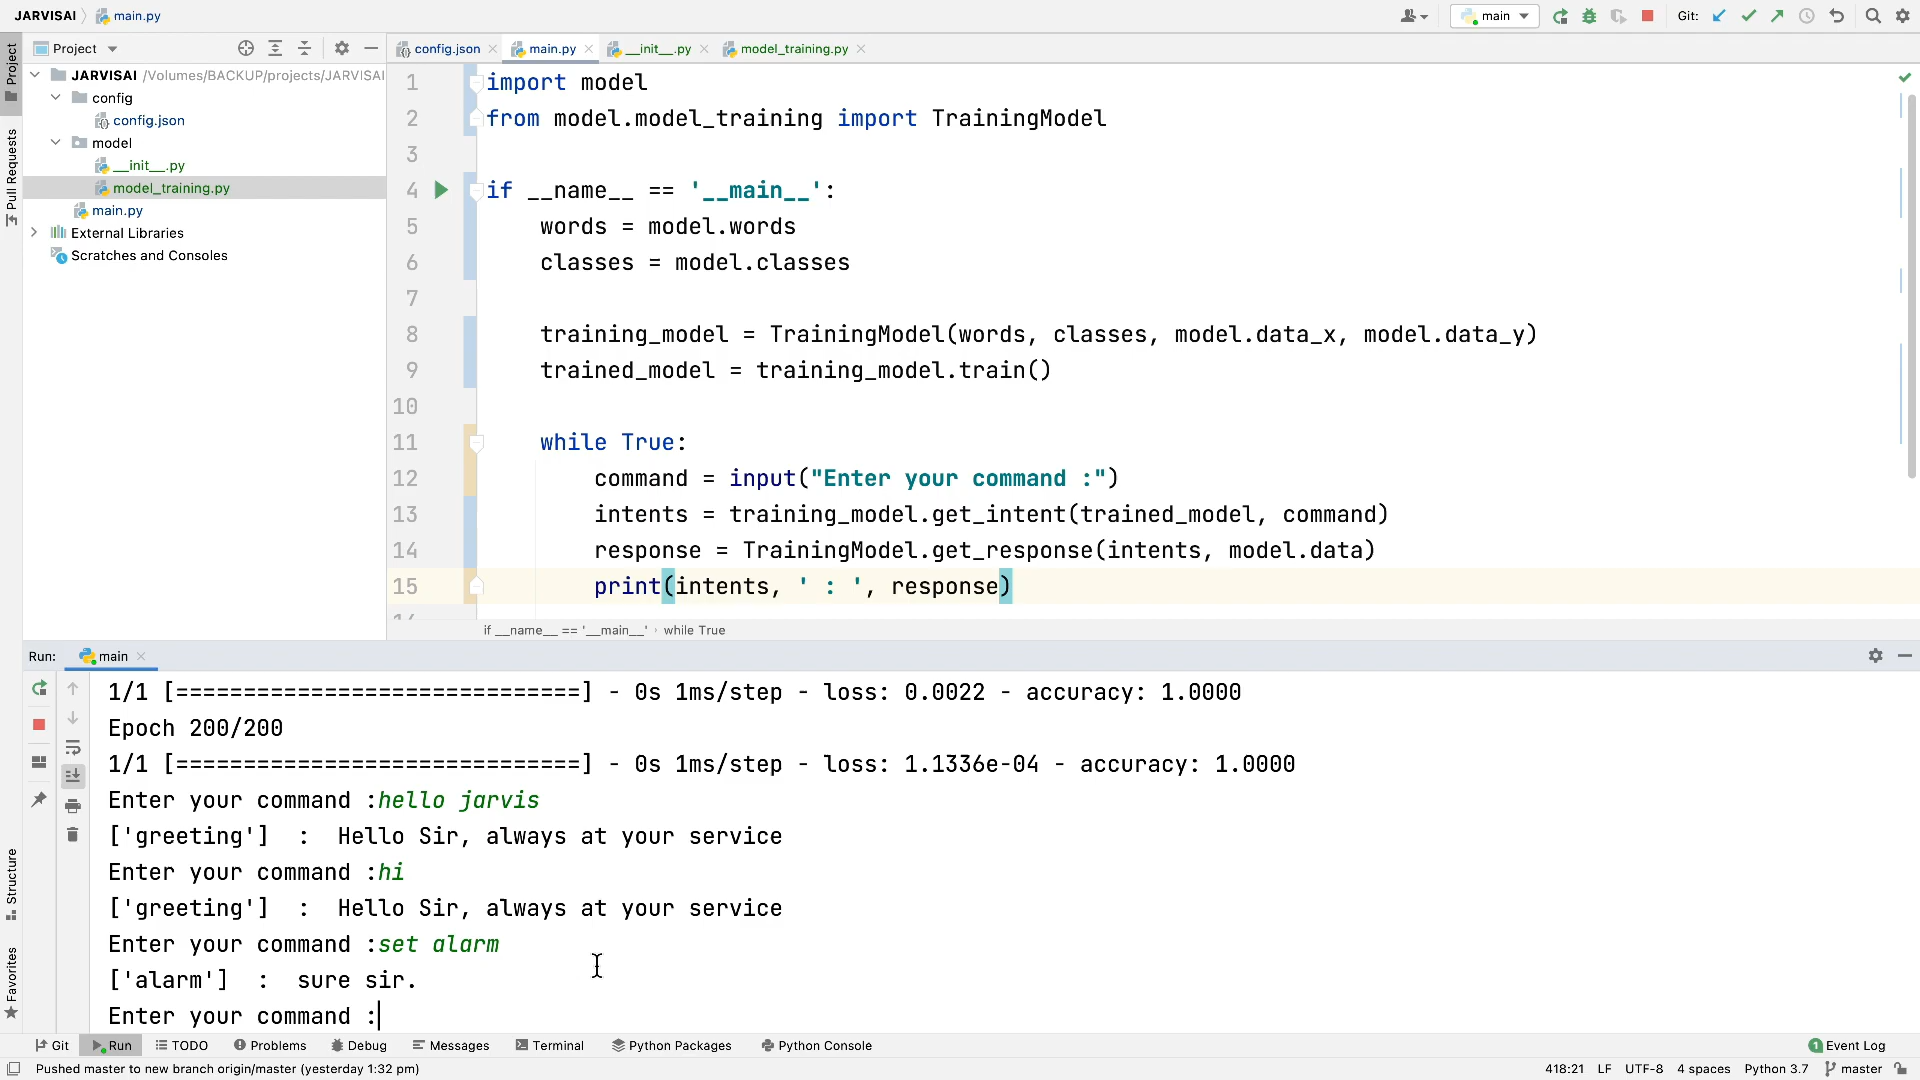 JARVISAI main.py
main Git:
Project
config.json main.py __init__.py model_training.py
Project
Pull Requests
Structure
Favorites
JARVISAI /Volumes/BACKUP/projects/JARVISAI
config
config.json
model
__init__.py
model_training.py
main.py
External Libraries
Scratches and Consoles
1 import model
2 from model.model_training import TrainingModel
3
4 if __name__ == '__main__':
5 words = model.words
6 classes = model.classes
7
8 training_model = TrainingModel(words, classes, model.data_x, model.data_y)
9 trained_model = training_model.train()
10
11 while True:
12 command = input("Enter your command :")
13 intents = training_model.get_intent(trained_model, command)
14 response = TrainingModel.get_response(intents, model.data)
15 print(intents, ' : ', response)
if __name__ == '__main__' › while True
Run: main
1/1 [==============================] - 0s 1ms/step - loss: 0.0022 - accuracy: 1.0000
Epoch 200/200
1/1 [==============================] - 0s 1ms/step - loss: 1.1336e-04 - accuracy: 1.0000
Enter your command :hello jarvis
['greeting'] : Hello Sir, always at your service
Enter your command :hi
['greeting'] : Hello Sir, always at your service
Enter your command :set alarm
['alarm'] : sure sir.
Enter your command :
Git Run TODO Problems Debug Messages Terminal Python Packages Python Console 1 Event Log
Pushed master to new branch origin/master (yesterday 1:32 pm) 418:21 LF UTF-8 4 spaces Python 3.7 master